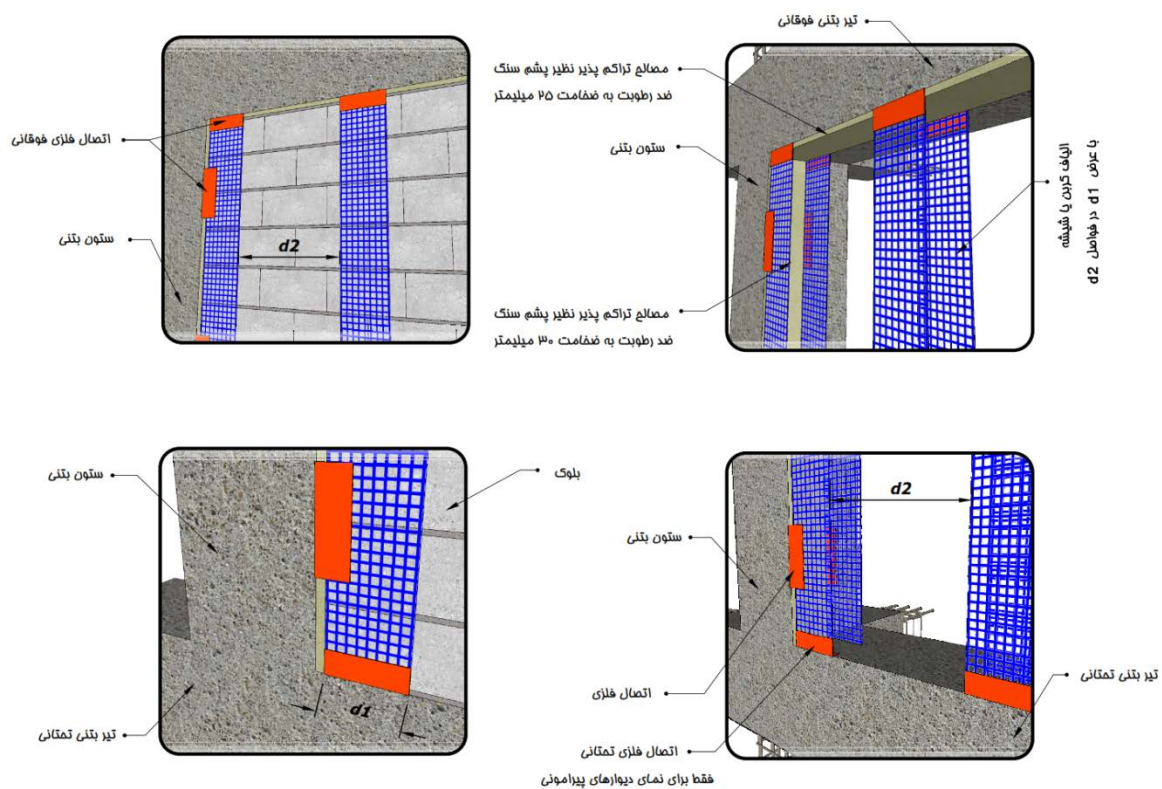 تیر بتنی فوقانی
مصالح تراکم پذیر نظیر پشم سنگ
ضد رطوبت به ضخامت ۲۵ میلیمتر
ستون بتنی
الیاف کربن یا شیشه
با عرض d1 در فواصل d2
مصالح تراکم پذیر نظیر پشم سنگ
ضد رطوبت به ضخامت ۳۰ میلیمتر
اتصال فلزی فوقانی
ستون بتنی
d2
ستون بتنی
بلوک
تیر بتنی تحتانی
d1
d2
ستون بتنی
اتصال فلزی
تیر بتنی تحتانی
اتصال فلزی تحتانی
فقط برای نمای دیوارهای پیرامونی